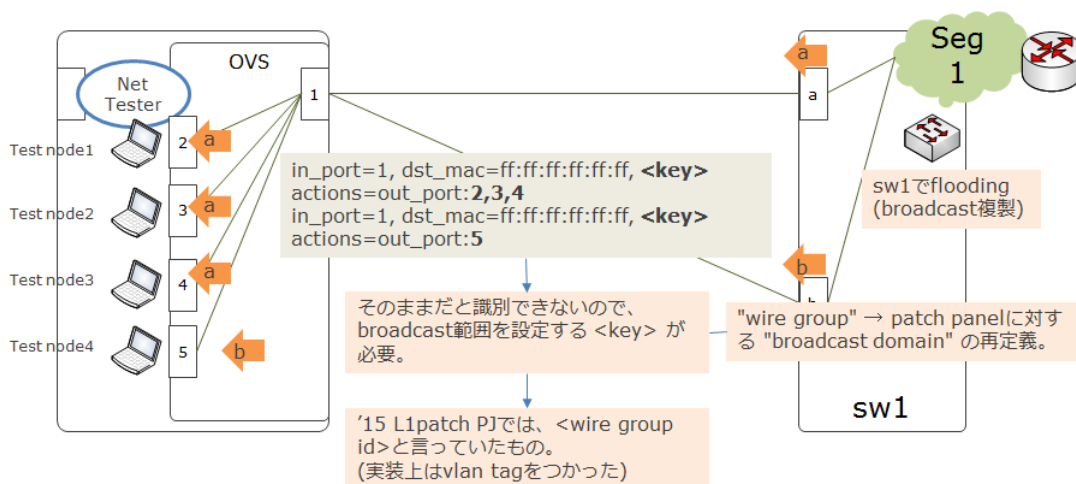 OVS
Net
Tester
1
Test node1
2
a
Test node2
3
a
Test node3
4
a
Test node4
5
b
in_port=1, dst_mac=ff:ff:ff:ff:ff:ff, <key>
actions=out_port:2,3,4
in_port=1, dst_mac=ff:ff:ff:ff:ff:ff, <key>
actions=out_port:5
a
a
Seg
1
sw1でflooding
(broadcast複製)
b
そのままだと識別できないので、
broadcast範囲を設定する <key> が
必要。
"wire group" → patch panelに対す
る "broadcast domain" の再定義。
’15 L1patch PJでは、<wire group
id>と言っていたもの。
(実装上はvlan tagをつかった)
sw1